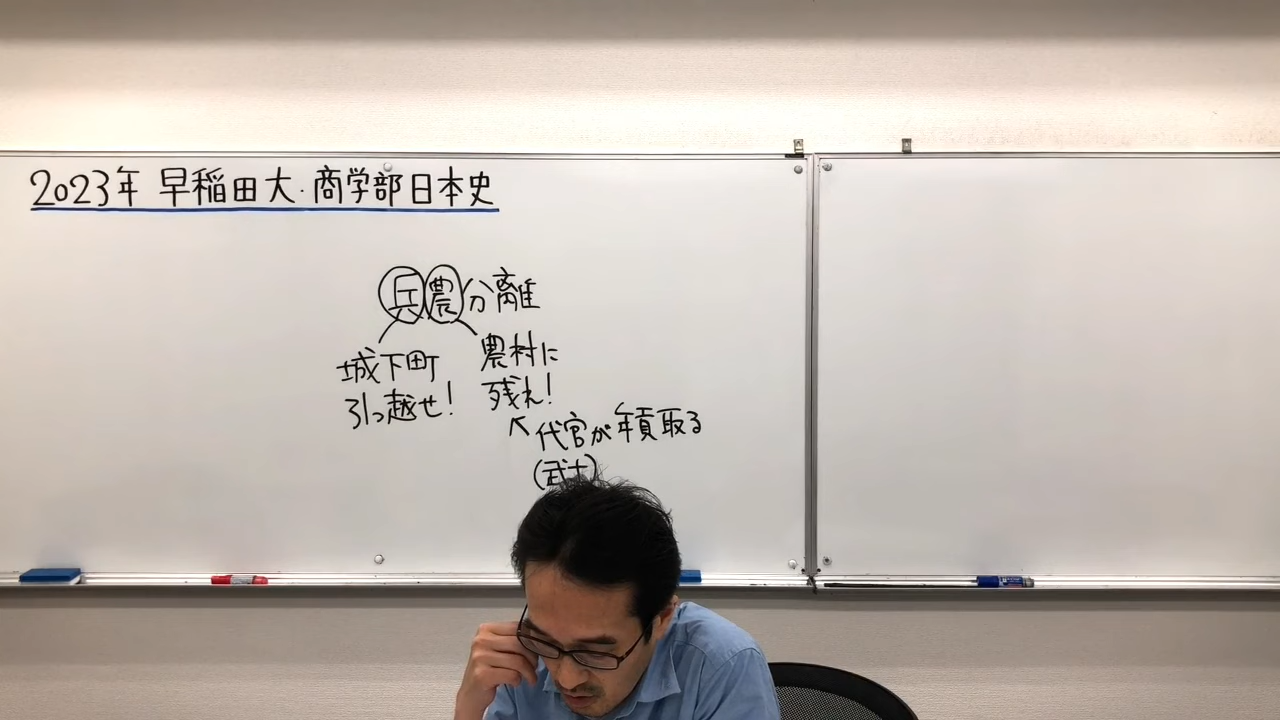 2023年 早稲田大・商学部日本史
兵農分離
城下町
引っ越せ!
農村に
残れ!
代官が年貢取る
(武士)